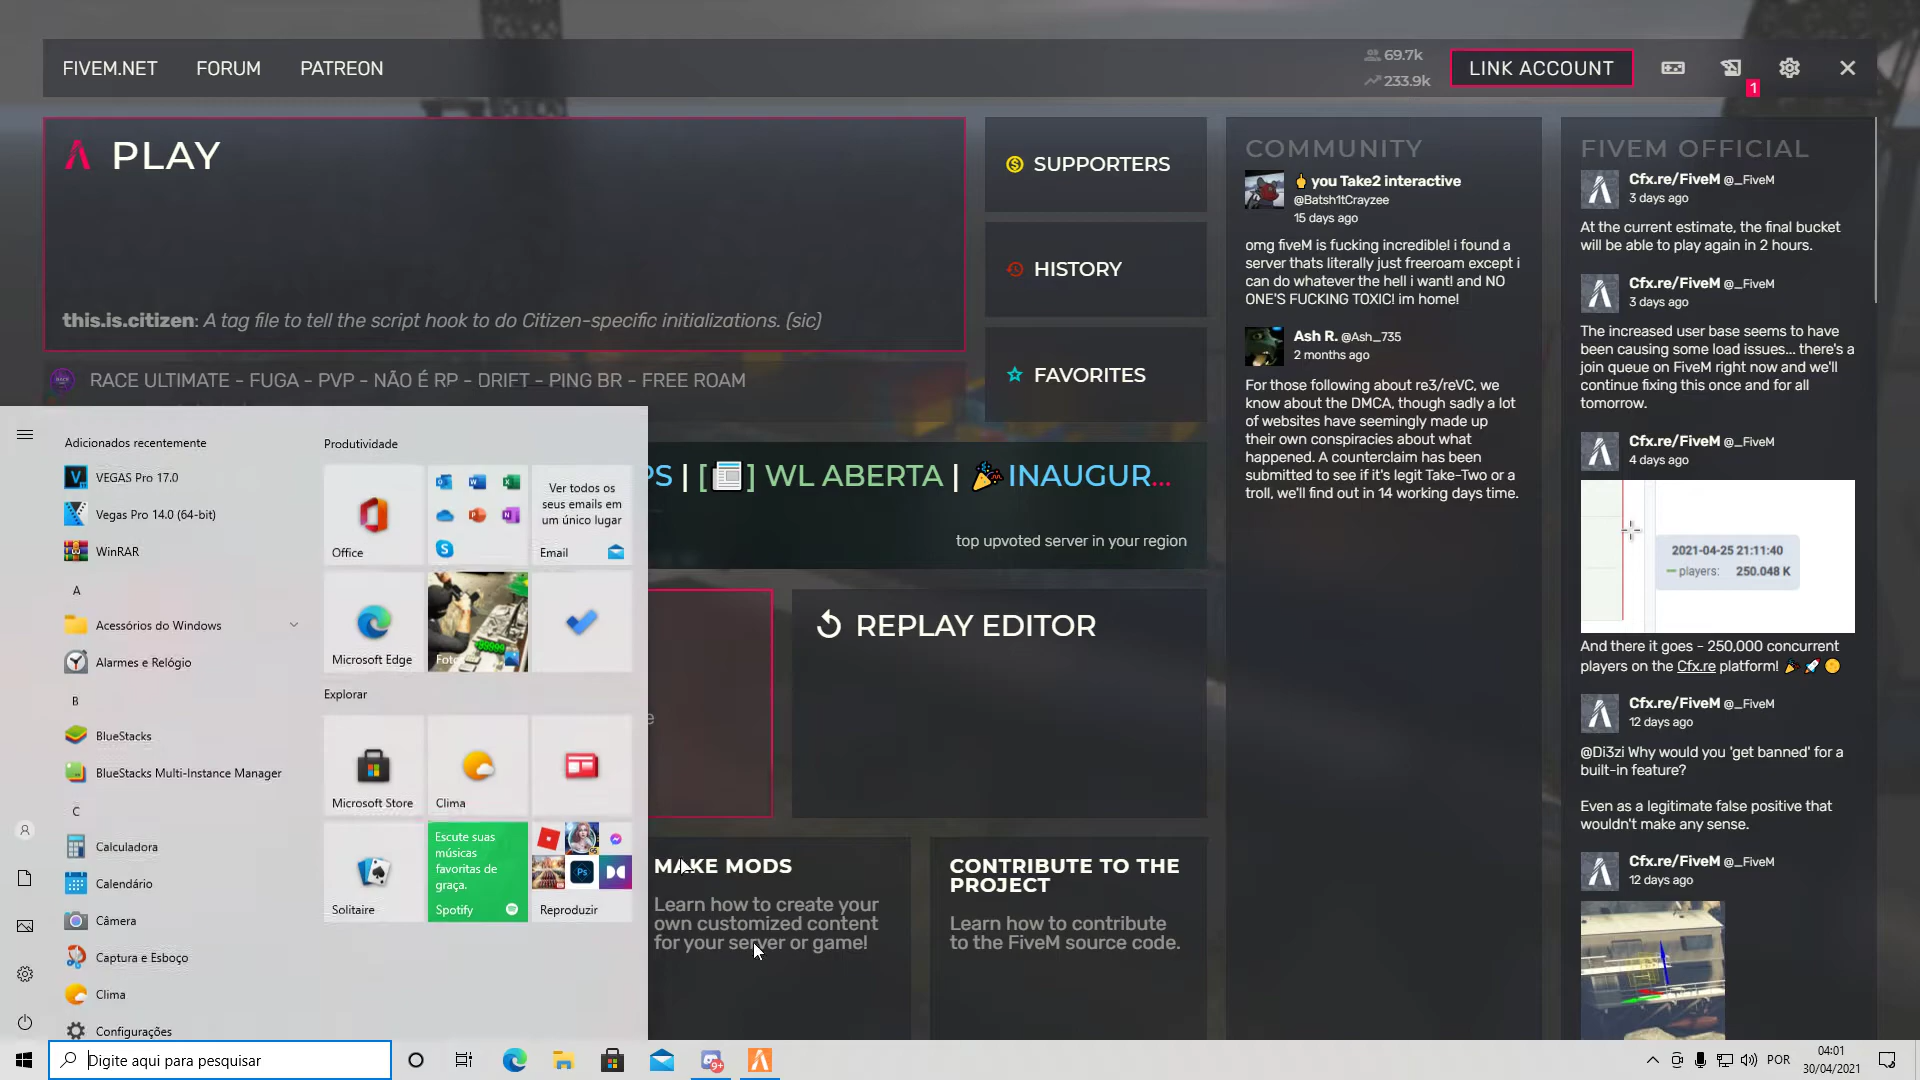 FIVEM.NET FORUM PATREON
69.7k
233.9k
LINK ACCOUNT
1
PLAY
this.is.citizen: A tag file to tell the script hook to do Citizen-specific initializations. (sic)
RACE ULTIMATE - FUGA - PVP - NÃO É RP - DRIFT - PING BR - FREE ROAM
SUPPORTERS
HISTORY
FAVORITES
PS | [📰] WL ABERTA | 🎉INAUGUR...
top upvoted server in your region
REPLAY EDITOR
e
MAKE MODS
Learn how to create your
own customized content
for your server or game!
CONTRIBUTE TO THE
PROJECT
Learn how to contribute
to the FiveM source code.
COMMUNITY
🖕you Take2 interactive
@Batsh1tCrayzee
15 days ago
omg fiveM is fucking incredible! i found a
server thats literally just freeroam except i
can do whatever the hell i want! and NO
ONE'S FUCKING TOXIC! im home!
Ash R. @Ash_735
2 months ago
For those following about re3/reVC, we
know about the DMCA, though sadly a lot
of websites have seemingly made up
their own conspiracies about what
happened. A counterclaim has been
submitted to see if it's legit Take-Two or a
troll, we'll find out in 14 working days time.
FIVEM OFFICIAL
Cfx.re/FiveM @_FiveM
3 days ago
At the current estimate, the final bucket
will be able to play again in 2 hours.
Cfx.re/FiveM @_FiveM
3 days ago
The increased user base seems to have
been causing some load issues... there's a
join queue on FiveM right now and we'll
continue fixing this once and for all
tomorrow.
Cfx.re/FiveM @_FiveM
4 days ago
2021-04-25 21:11:40
players: 250.048 K
And there it goes - 250,000 concurrent
players on the Cfx.re platform! 🎉🚀🌕
Cfx.re/FiveM @_FiveM
12 days ago
@Di3zi Why would you 'get banned' for a
built-in feature?
Even as a legitimate false positive that
wouldn't make any sense.
Cfx.re/FiveM @_FiveM
12 days ago
Adicionados recentemente
VEGAS Pro 17.0
Vegas Pro 14.0 (64-bit)
WinRAR
A
Acessórios do Windows
Alarmes e Relógio
B
BlueStacks
BlueStacks Multi-Instance Manager
C
Calculadora
Calendário
Câmera
Captura e Esboço
Clima
Configurações
Produtividade
Office
Ver todos os
seus emails em
um único lugar
Email
Microsoft Edge
Fotos
Explorar
Microsoft Store
Clima
Solitaire
Escute suas
músicas
favoritas de
graça.
Spotify
Ps
Reproduzir
Digite aqui para pesquisar
9+
POR
04:01
30/04/2021